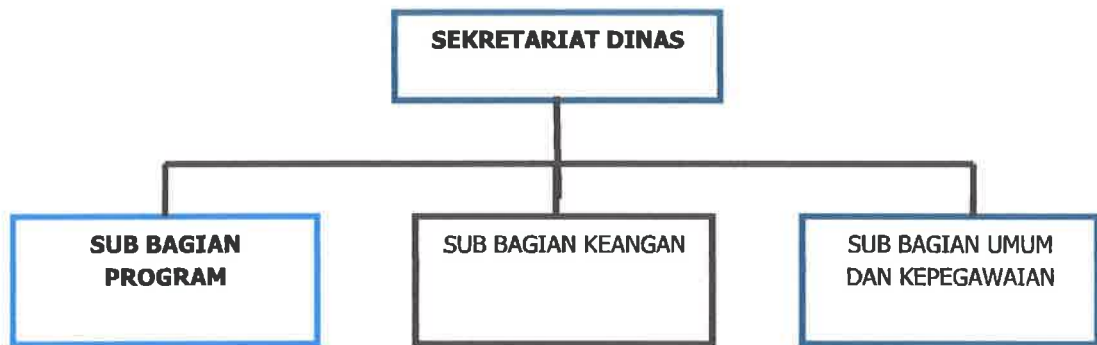 SEKRETARIAT DINAS
SUB BAGIAN
PROGRAM
SUB BAGIAN KEANGAN
SUB BAGIAN UMUM
DAN KEPEGAWAIAN